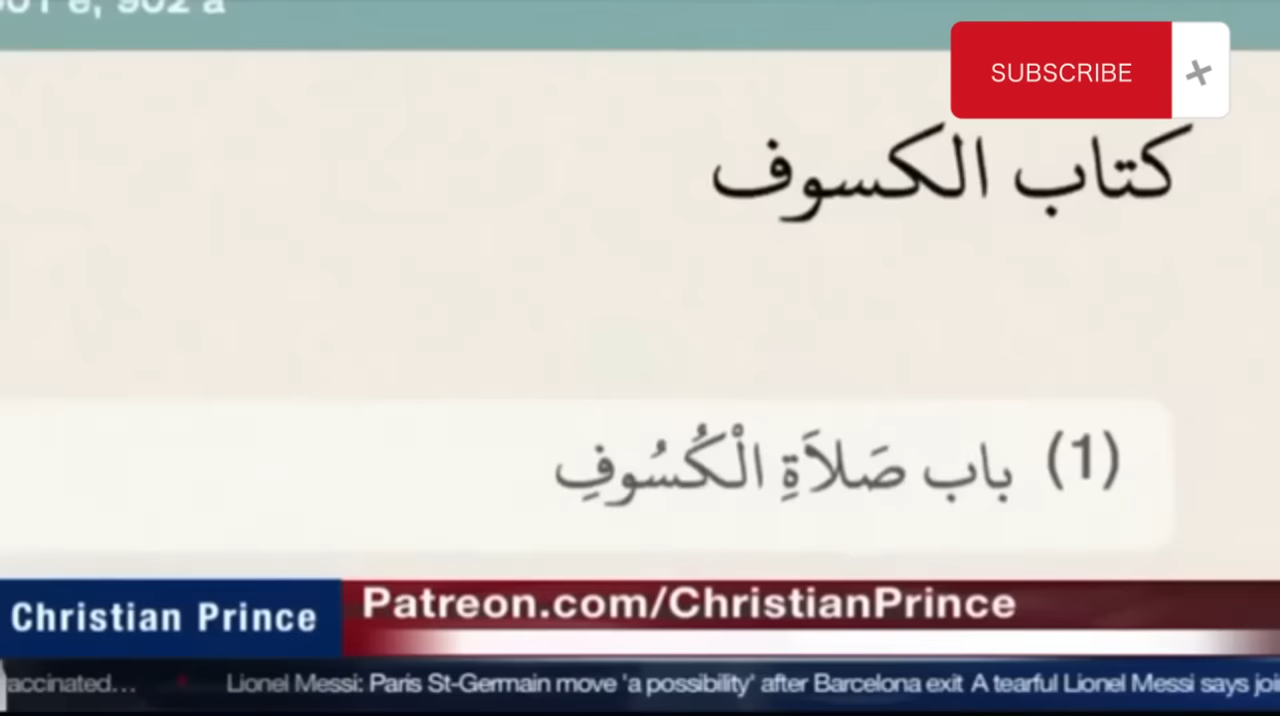 902 a
SUBSCRIBE +
كتاب الكسوف
(1) باب صَلاَةِ الْكُسُوفِ
Christian Prince
Patreon.com/ChristianPrince
Lionel Messi: Paris St-Germain move 'a possibility' after Barcelona exit A tearful Lionel Messi says